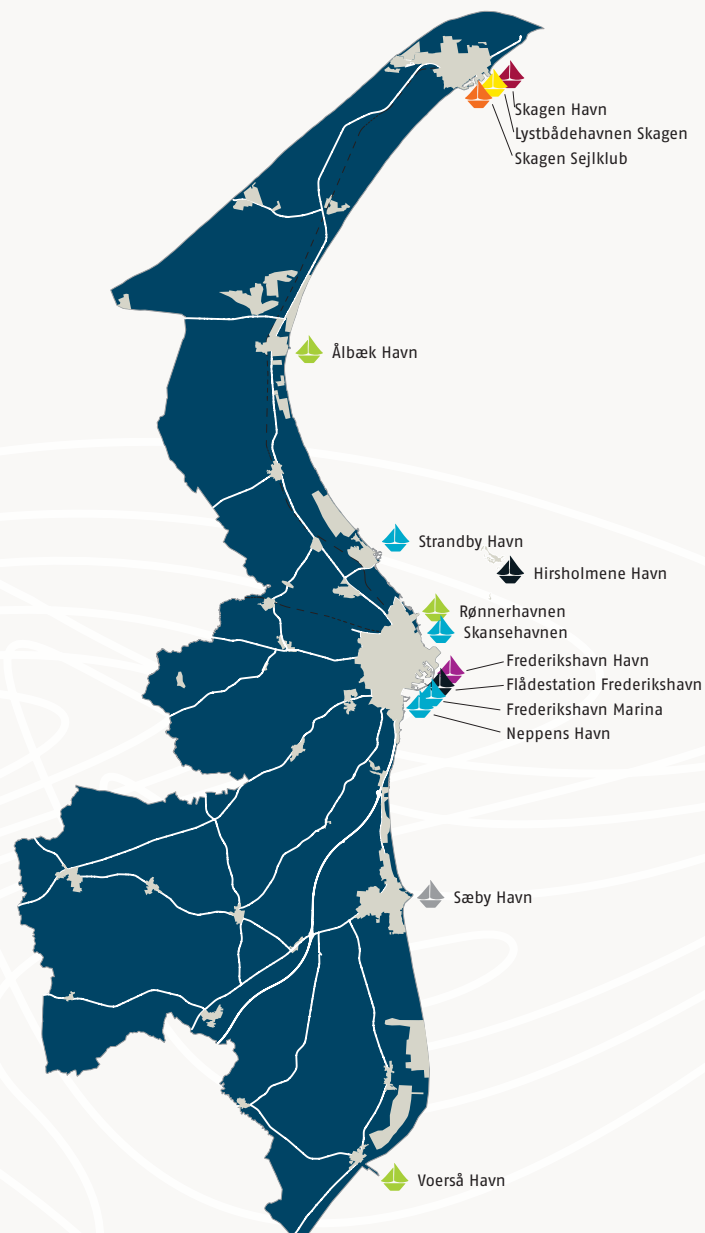 Skagen Havn
Lystbådehavnen Skagen
Skagen Sejlklub
Ålbæk Havn
Strandby Havn
Hirsholmene Havn
Rønnerhavnen
Skansehavnen
Frederikshavn Havn
Flådestation Frederikshavn
Frederikshavn Marina
Neppens Havn
Sæby Havn
Voerså Havn